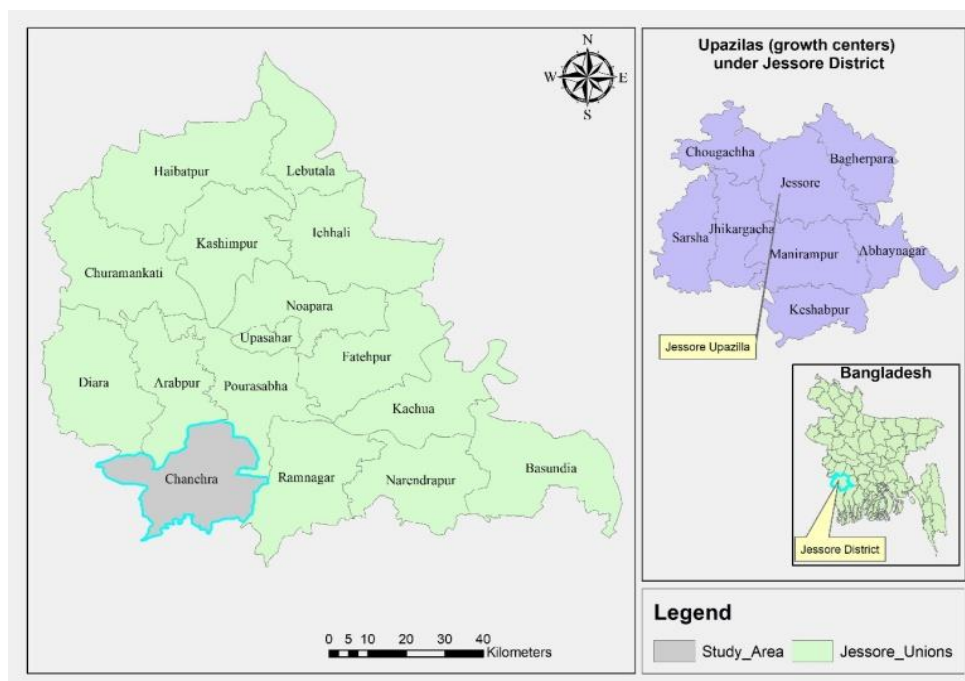 N
W E
S
Haibatpur
Lebutala
Ichhali
Kashimpur
Churamankati
Noapara
Upasahar
Fatehpur
Diara
Arabpur
Pourasabha
Kachua
Chanchra
Ramnagar
Narendrapur
Basundia
0 5 10 20 30 40
Kilometers
Upazilas (growth centers)
under Jessore District
Chougachha
Bagherpara
Jessore
Sarsha
Jhikargacha
Manirampur
Abhaynagar
Keshabpur
Jessore Upazilla
Bangladesh
Jessore District
Legend
Study_Area
Jessore_Unions